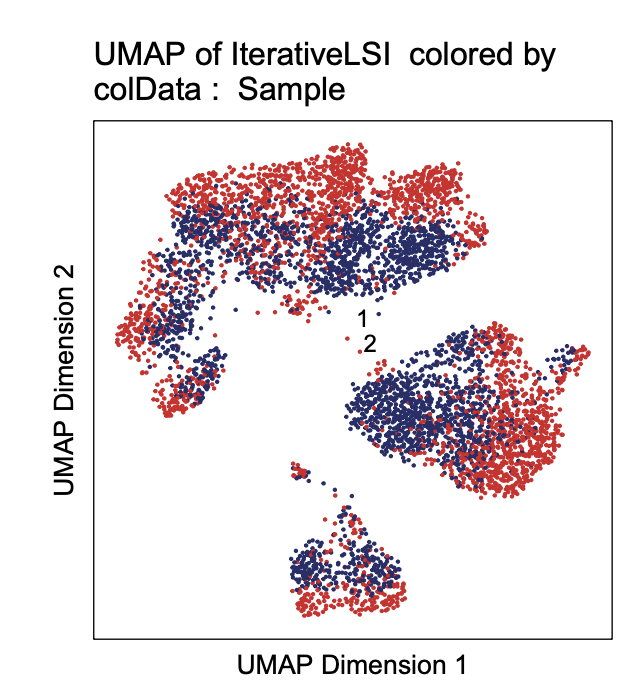 UMAP of IterativeLSI  colored by
colData :  Sample
1
2
UMAP Dimension 2
UMAP Dimension 1